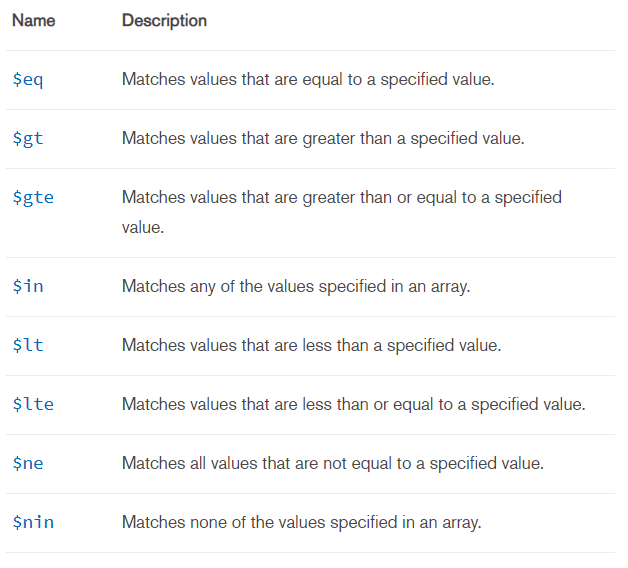 Name Description
$eq Matches values that are equal to a specified value.
$gt Matches values that are greater than a specified value.
$gte Matches values that are greater than or equal to a specified
value.
$in Matches any of the values specified in an array.
$lt Matches values that are less than a specified value.
$lte Matches values that are less than or equal to a specified value.
$ne Matches all values that are not equal to a specified value.
$nin Matches none of the values specified in an array.